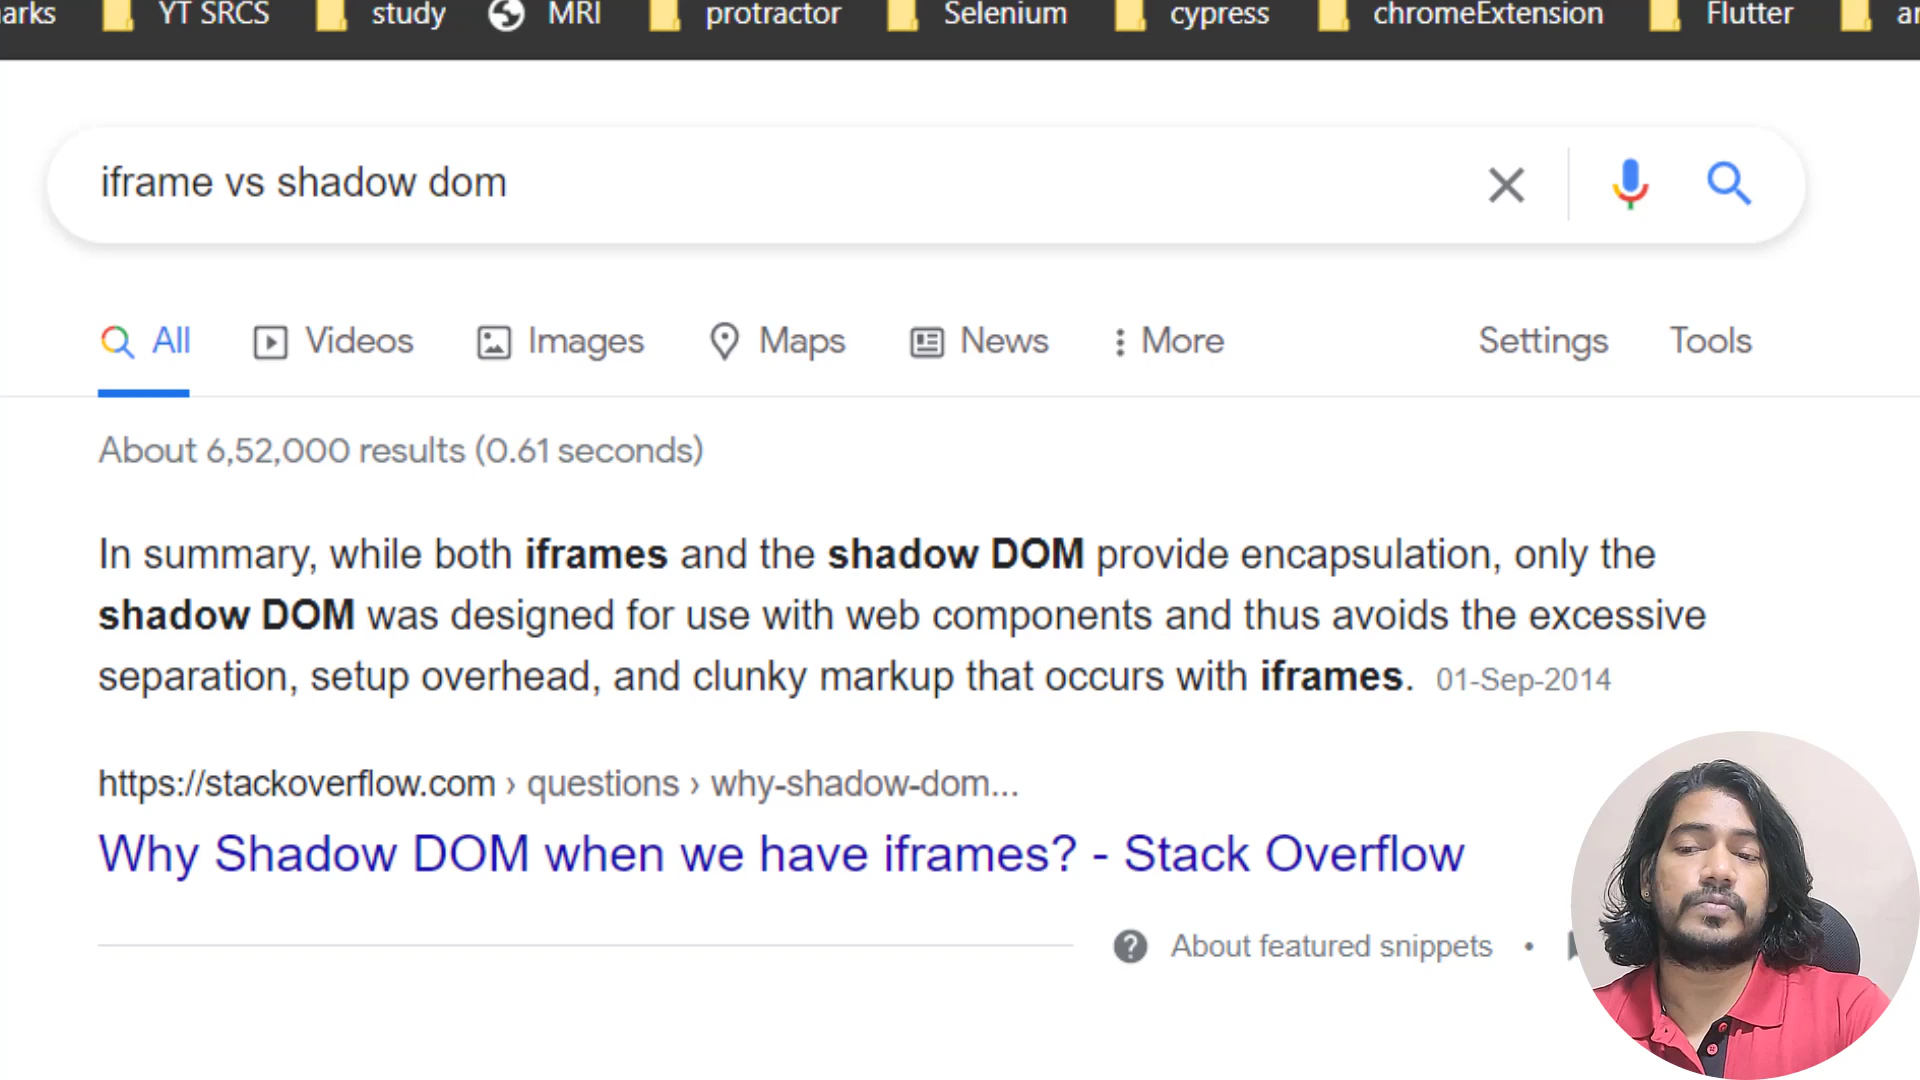 arks YT SRCS study MRI protractor Selenium cypress chromeExtension Flutter
iframe vs shadow dom
All Videos Images Maps News More Settings Tools
About 6,52,000 results (0.61 seconds)
In summary, while both iframes and the shadow DOM provide encapsulation, only the
shadow DOM was designed for use with web components and thus avoids the excessive
separation, setup overhead, and clunky markup that occurs with iframes. 01-Sep-2014
https://stackoverflow.com › questions › why-shadow-dom...
Why Shadow DOM when we have iframes? - Stack Overflow
About featured snippets •